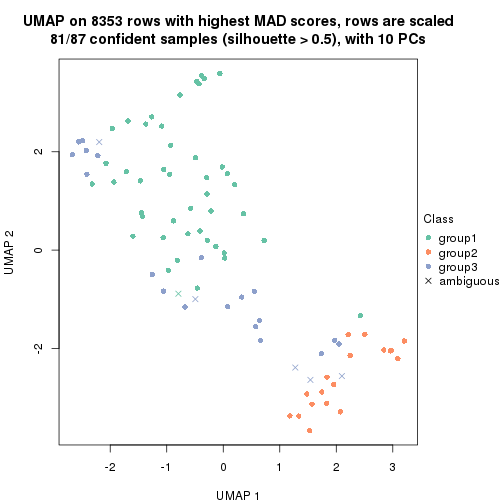 UMAP on 8353 rows with highest MAD scores, rows are scaled
81/87 confident samples (silhouette > 0.5), with 10 PCs
UMAP 2
2
0
-2
-2
-1
0
1
2
3
UMAP 1
Class
group1
group2
group3
ambiguous